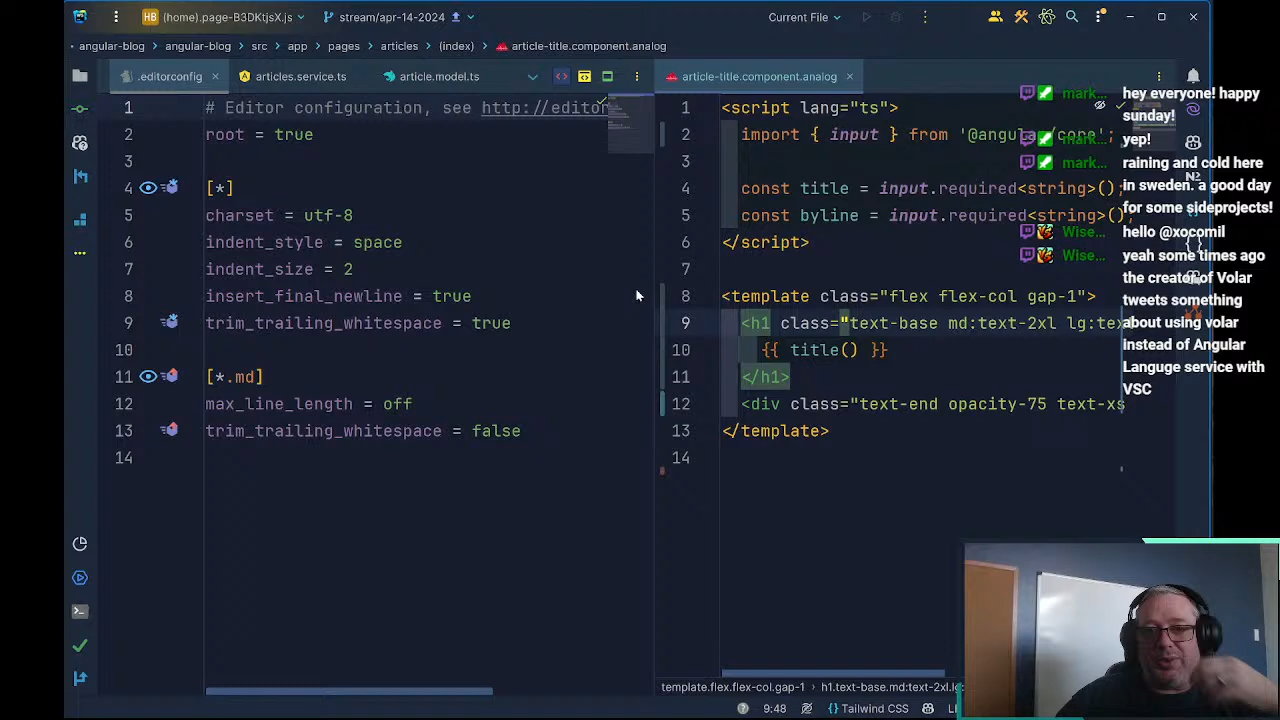 HB (home).page-B3DKtjsX.js
stream/apr-14-2024
Current File
angular-blog
angular-blog
src
app
pages
articles
(index)
article-title.component.analog
.editorconfig
articles.service.ts
article.model.ts
article-title.component.analog
1 # Editor configuration, see http://editor
2 root = true
3
4 [*]
5 charset = utf-8
6 indent_style = space
7 indent_size = 2
8 insert_final_newline = true
9 trim_trailing_whitespace = true
10
11 [*.md]
12 max_line_length = off
13 trim_trailing_whitespace = false
14
1 <script lang="ts">
2 import { input } from '@angular/core';
3
4 const title = input.required<string>();
5 const byline = input.required<string>();
6 </script>
7
8 <template class="flex flex-col gap-1">
9 <h1 class="text-base md:text-2xl lg:tex
10 {{ title() }}
11 </h1>
12 <div class="text-end opacity-75 text-xs
13 </template>
14
mark... hey everyone! happy
sunday!
mark... yep!
mark... raining and cold here
in sweden. a good day
for some sideprojects!
Wise... hello @xocomil
Wise... yeah some times ago
the creator of Volar
tweets something
about using volar
instead of Angular
Languge service with
VSC
template.flex.flex-col.gap-1
h1.text-base.md:text-2xl.lg:
9:48
Tailwind CSS